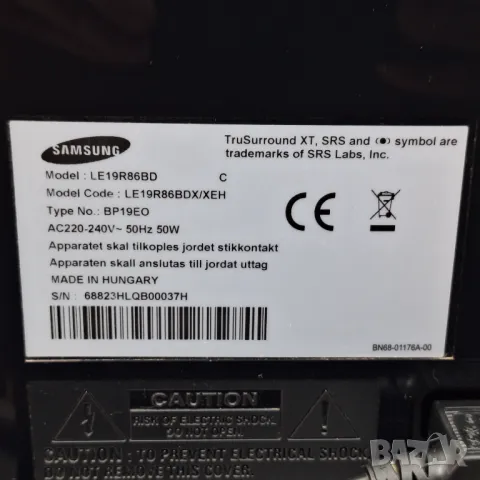 SAMSUNG
TruSurround XT, SRS and (●) symbol are
trademarks of SRS Labs, Inc.
Model : LE19R86BD C
Model Code : LE19R86BDX/XEH
Type No.: BP19EO
AC220-240V~ 50Hz 50W
Apparatet skal tilkoples jordet stikkontakt
Apparaten skall anslutas till jordat uttag
MADE IN HUNGARY
S/N : 68823HLQB00037H
CE
BN68-01176A-00
CAUTION
RISK OF ELECTRIC SHOCK
DO NOT OPEN
CAUTION : TO PREVENT ELECTRICAL SHOCK,
DO NOT REMOVE THIS COVER.
BAZAR